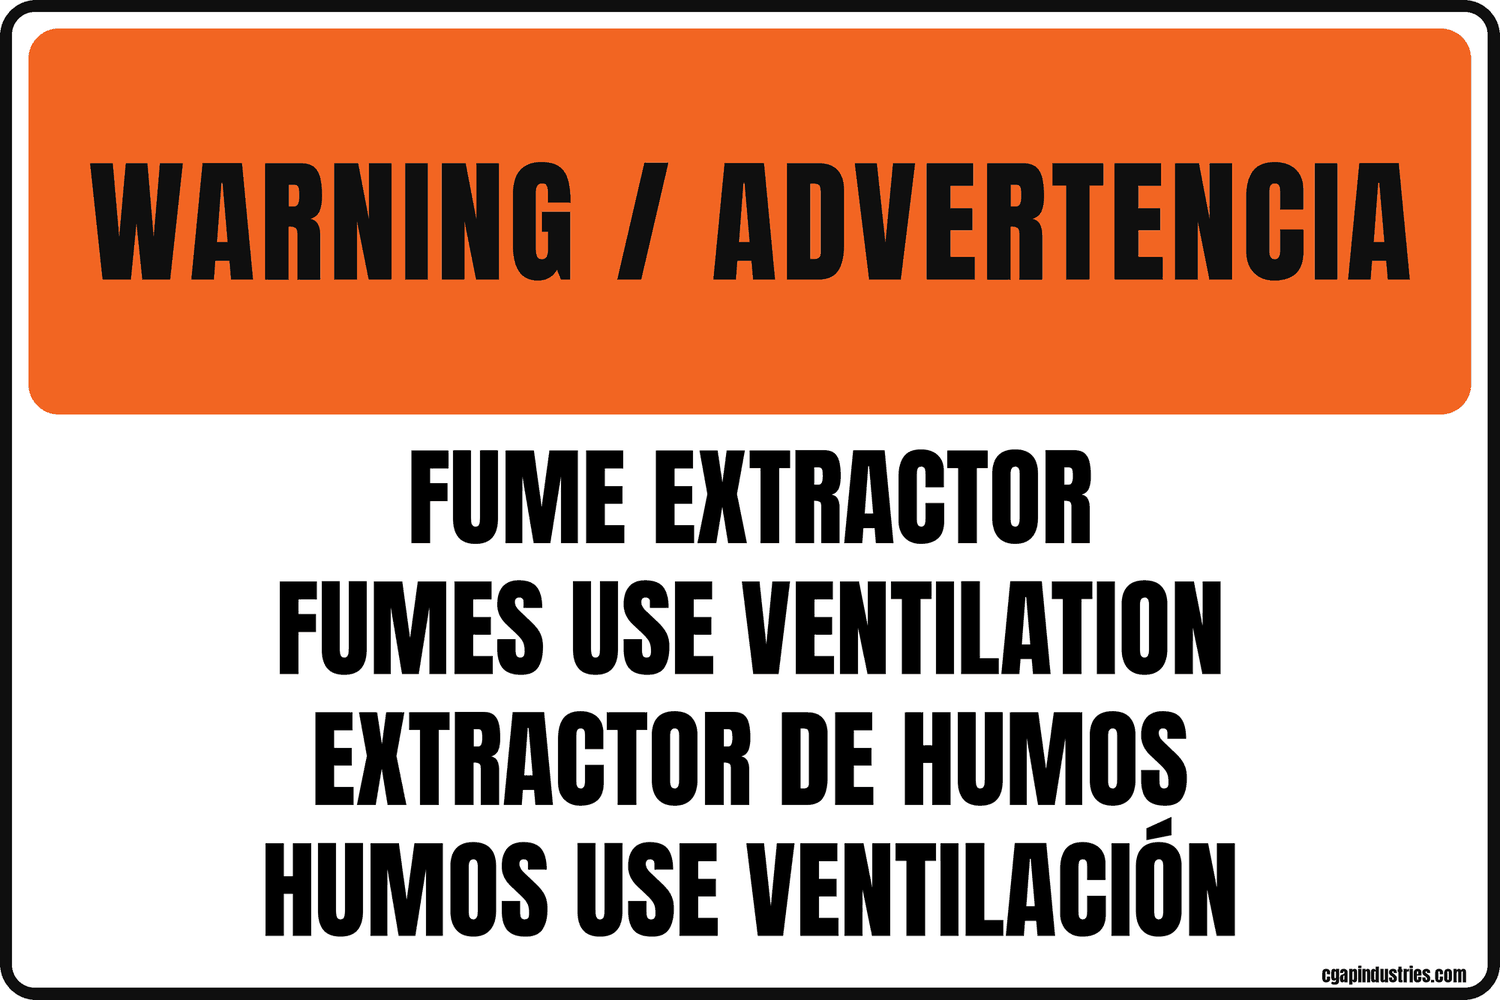 WARNING / ADVERTENCIA
FUME EXTRACTOR
FUMES USE VENTILATION
EXTRACTOR DE HUMOS
HUMOS USE VENTILACIÓN
cgapindustries.com